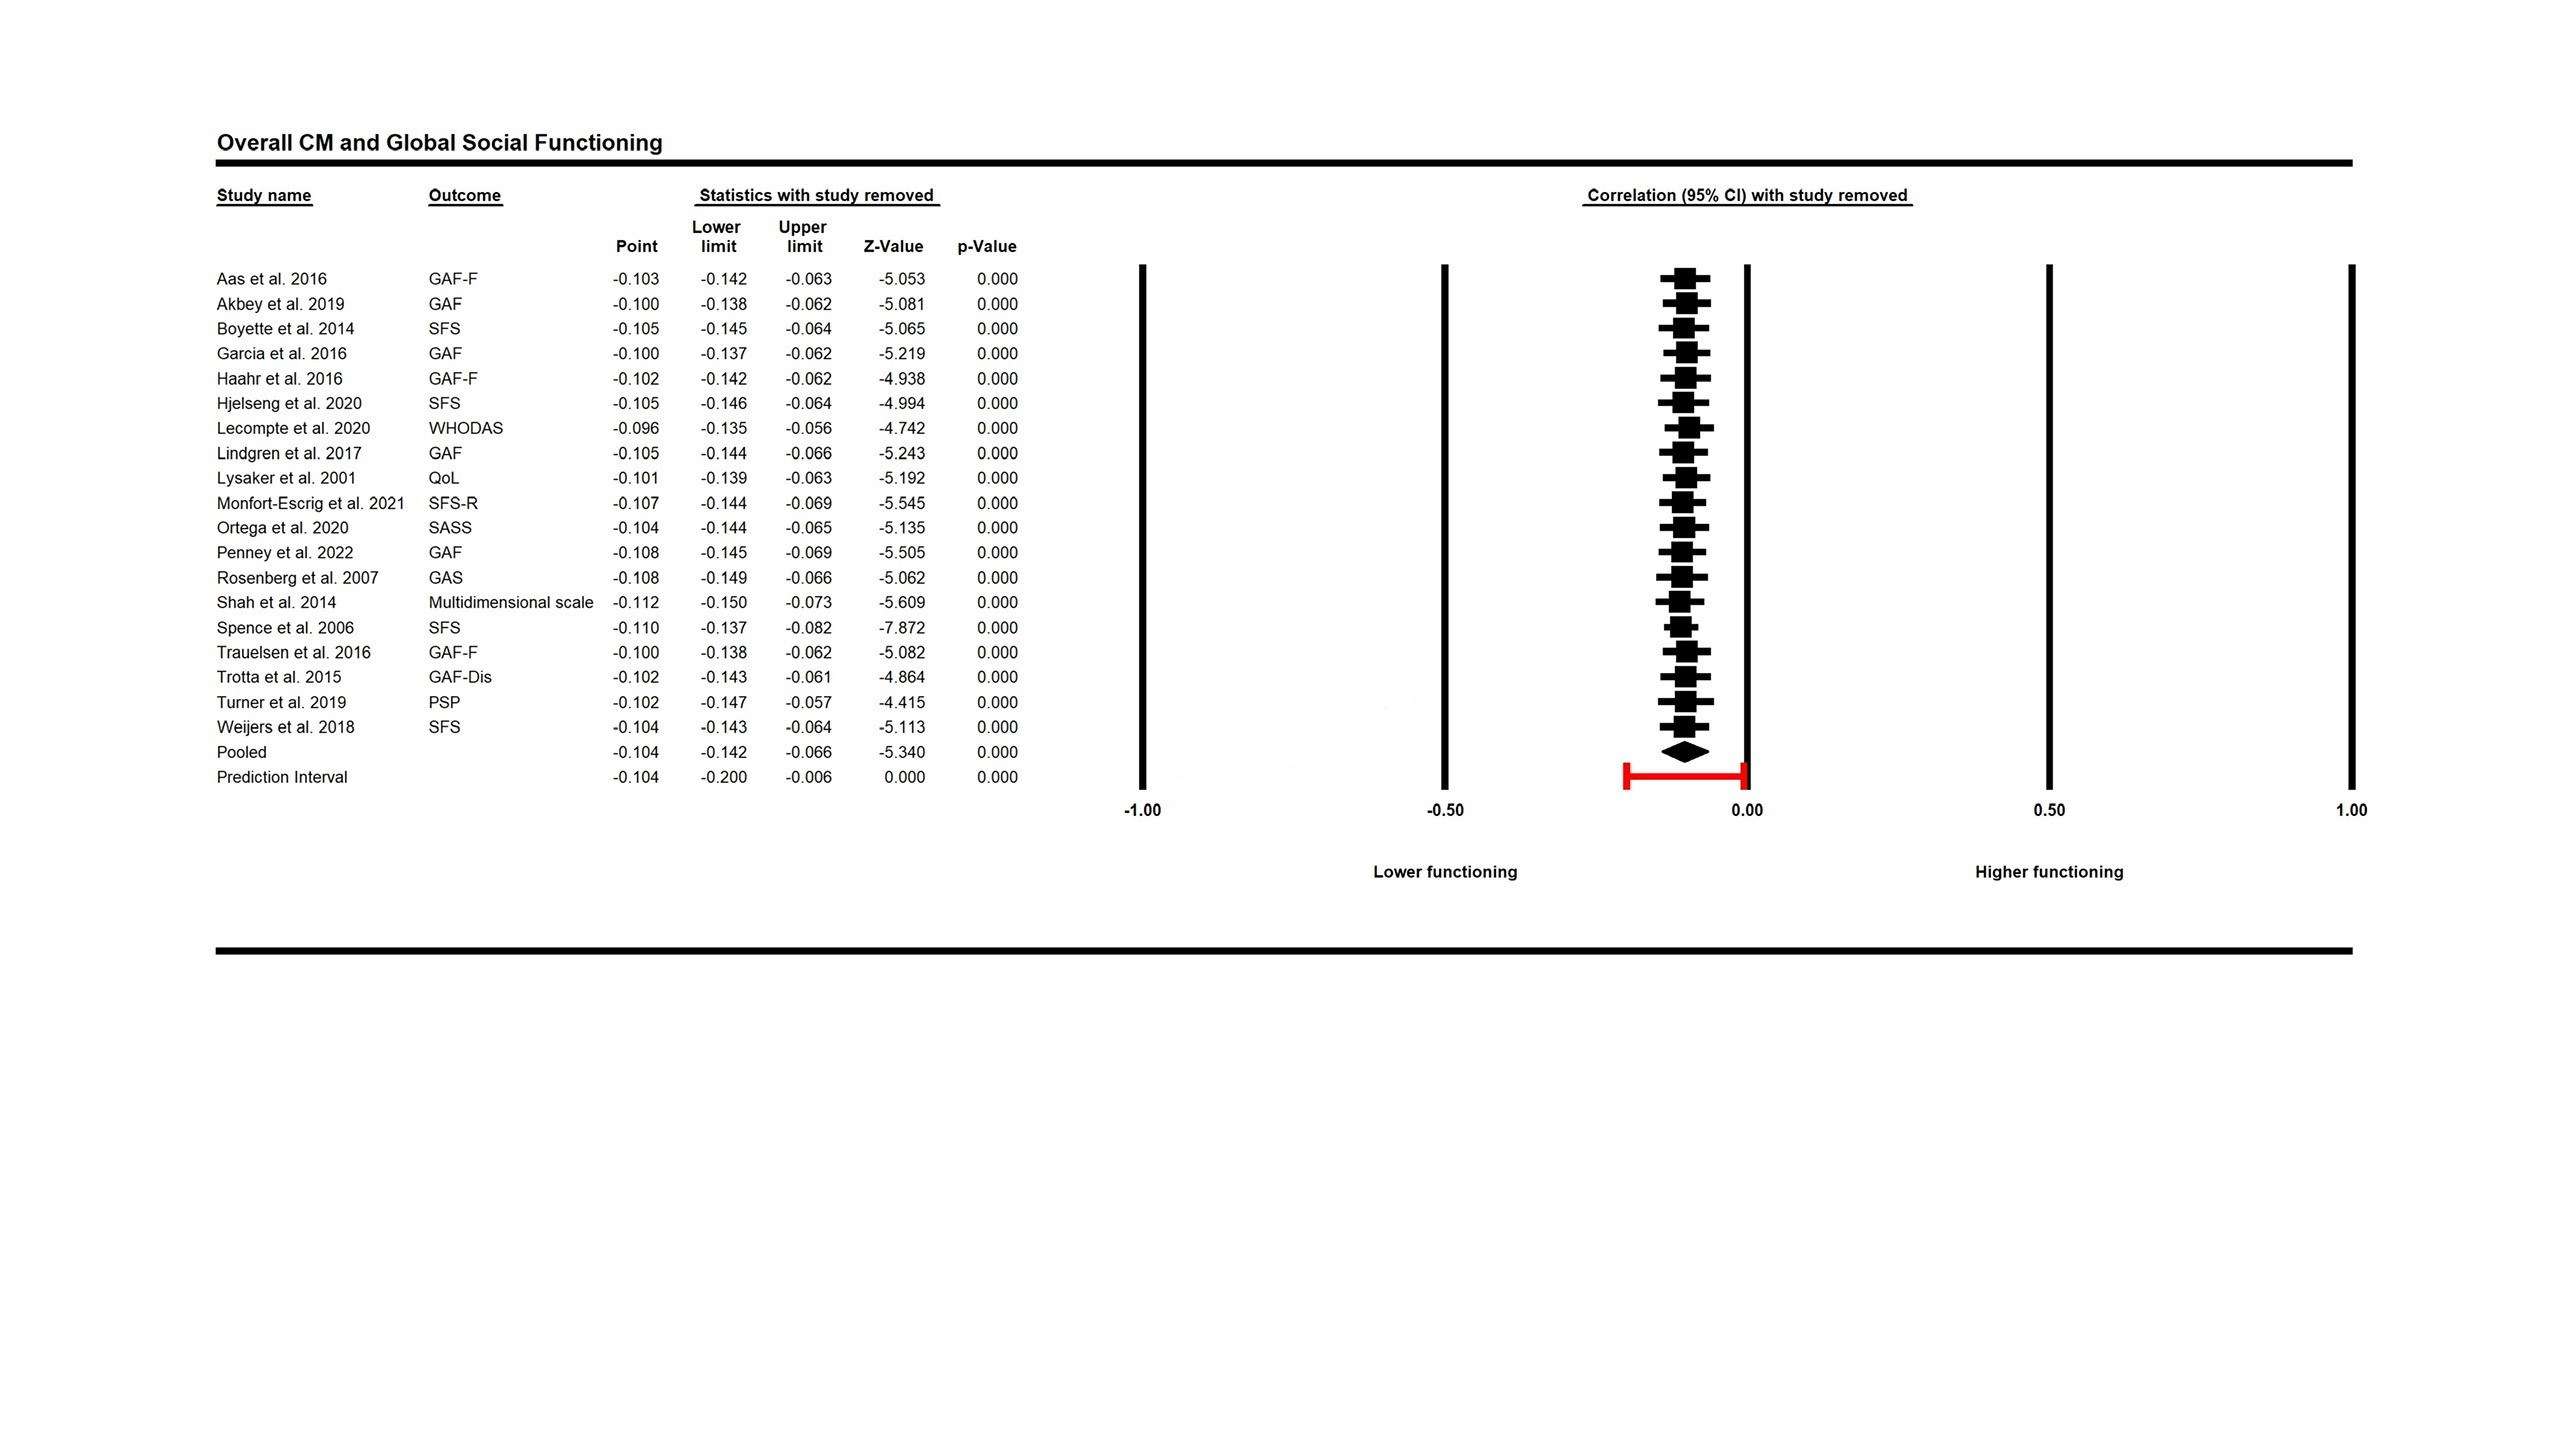 Overall CM and Global Social Functioning
Study name Outcome Statistics with study removed Correlation (95% CI) with study removed
Lower Upper
Point limit limit Z-Value p-Value
Aas et al. 2016 GAF-F -0.103 -0.142 -0.063 -5.053 0.000
Akbey et al. 2019 GAF -0.100 -0.138 -0.062 -5.081 0.000
Boyette et al. 2014 SFS -0.105 -0.145 -0.064 -5.065 0.000
Garcia et al. 2016 GAF -0.100 -0.137 -0.062 -5.219 0.000
Haahr et al. 2016 GAF-F -0.102 -0.142 -0.062 -4.938 0.000
Hjelseng et al. 2020 SFS -0.105 -0.146 -0.064 -4.994 0.000
Lecompte et al. 2020 WHODAS -0.096 -0.135 -0.056 -4.742 0.000
Lindgren et al. 2017 GAF -0.105 -0.144 -0.066 -5.243 0.000
Lysaker et al. 2001 QoL -0.101 -0.139 -0.063 -5.192 0.000
Monfort-Escrig et al. 2021 SFS-R -0.107 -0.144 -0.069 -5.545 0.000
Ortega et al. 2020 SASS -0.104 -0.144 -0.065 -5.135 0.000
Penney et al. 2022 GAF -0.108 -0.145 -0.069 -5.505 0.000
Rosenberg et al. 2007 GAS -0.108 -0.149 -0.066 -5.062 0.000
Shah et al. 2014 Multidimensional scale -0.112 -0.150 -0.073 -5.609 0.000
Spence et al. 2006 SFS -0.110 -0.137 -0.082 -7.872 0.000
Trauelsen et al. 2016 GAF-F -0.100 -0.138 -0.062 -5.082 0.000
Trotta et al. 2015 GAF-Dis -0.102 -0.143 -0.061 -4.864 0.000
Turner et al. 2019 PSP -0.102 -0.147 -0.057 -4.415 0.000
Weijers et al. 2018 SFS -0.104 -0.143 -0.064 -5.113 0.000
Pooled -0.104 -0.142 -0.066 -5.340 0.000
Prediction Interval -0.104 -0.200 -0.006 0.000 0.000
-1.00 -0.50 0.00 0.50 1.00
Lower functioning Higher functioning